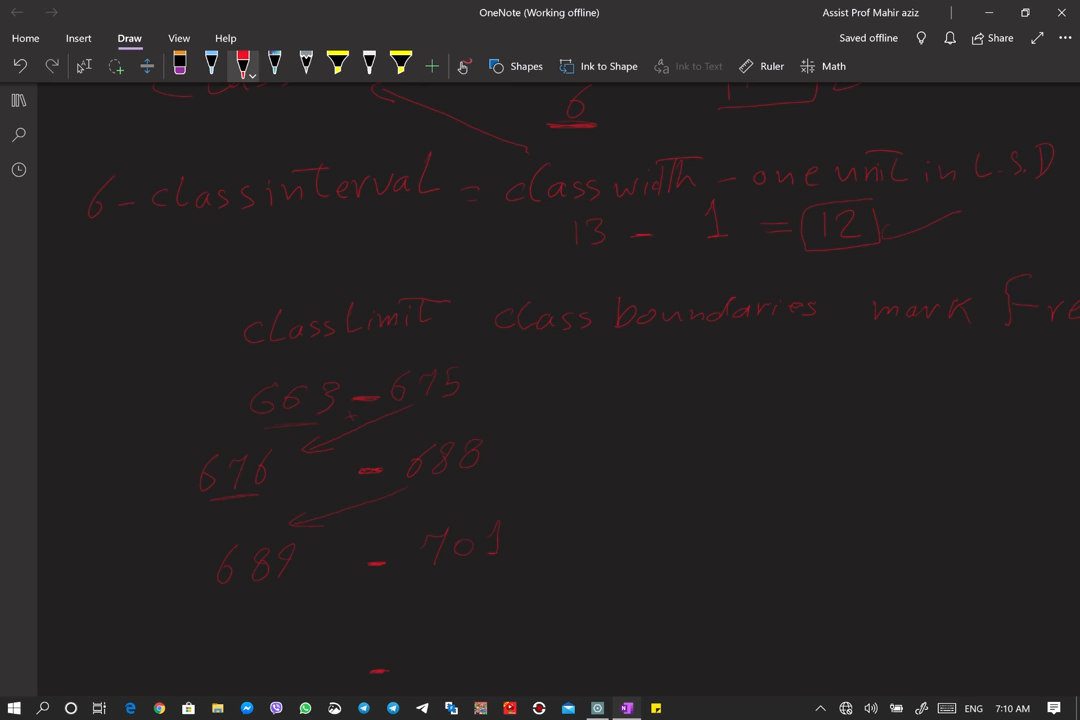 OneNote (Working offline)
Assist Prof Mahir aziz
Home Insert Draw View Help
Saved offline
Share
Shapes
Ink to Shape
Ink to Text
Ruler
Math
6
6 - class interval = class width - one unit in L.S.D
13 - 1 = 12
class Limit class boundaries mark Fre
663 - 675
676 - 688
689 - 701
-
ENG 7:10 AM